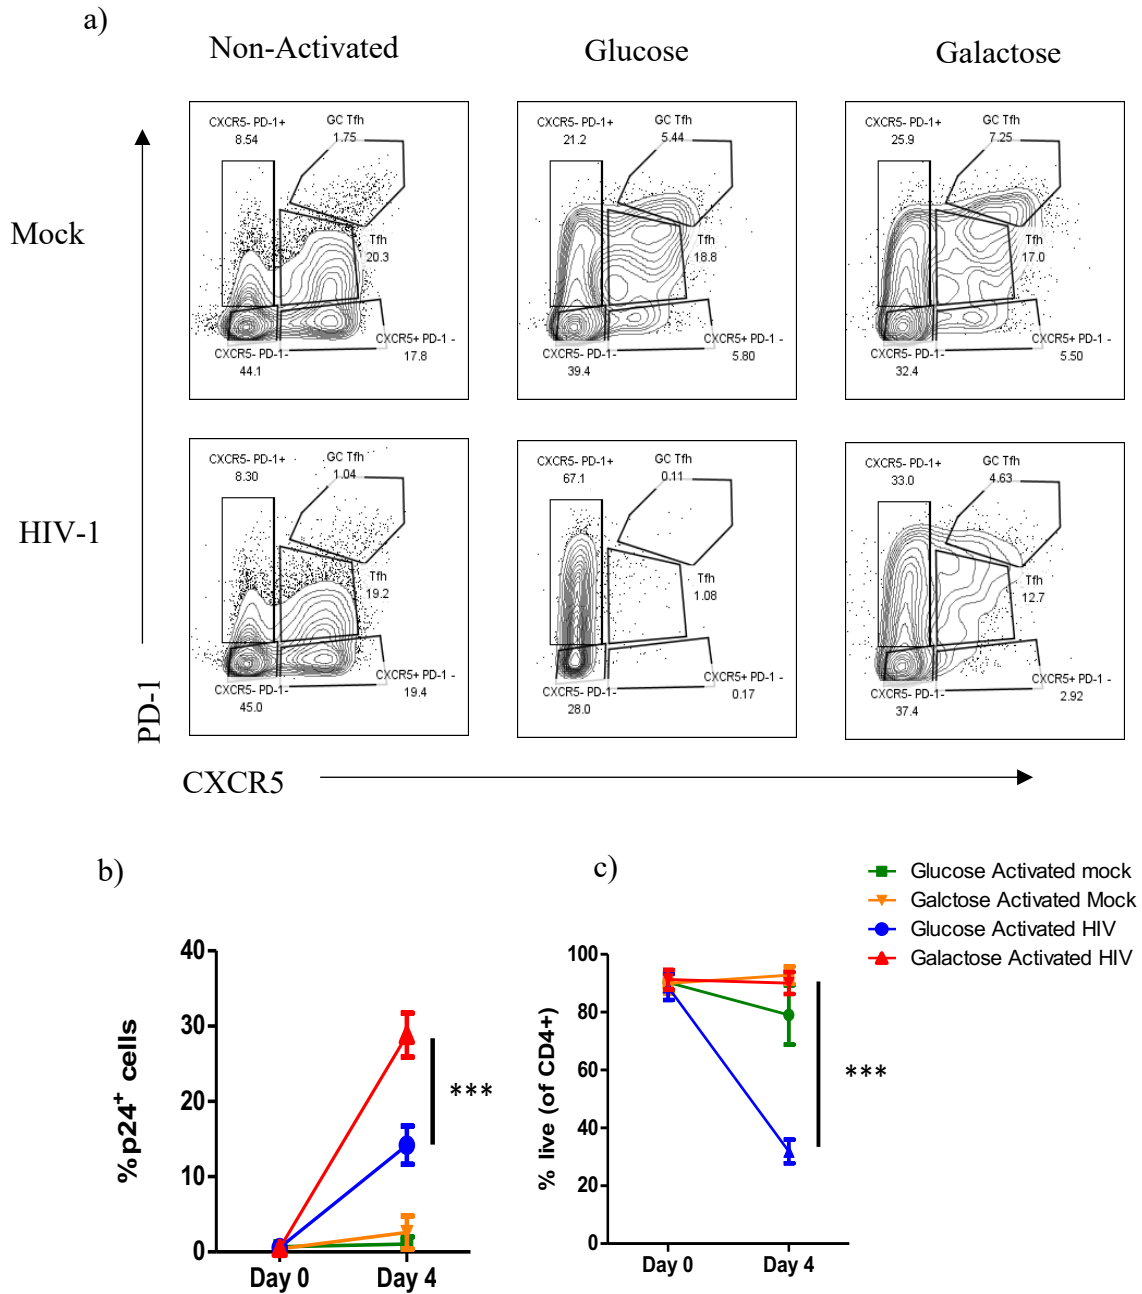 a)
Non-Activated
Glucose
Galactose
Mock
CXCR5- PD-1+
8.54
GC Tfh
1.75
Tfh
20.3
CXCR5- PD-1-
44.1
CXCR5+ PD-1 -
17.8
CXCR5- PD-1+
21.2
GC Tfh
5.44
Tfh
18.8
CXCR5- PD-1-
39.4
CXCR5+ PD-1 -
5.80
CXCR5- PD-1+
25.9
GC Tfh
7.25
Tfh
17.0
CXCR5- PD-1-
32.4
CXCR5+ PD-1 -
5.50
HIV-1
CXCR5- PD-1+
8.30
GC Tfh
1.04
Tfh
19.2
CXCR5- PD-1-
45.0
CXCR5+ PD-1 -
19.4
CXCR5- PD-1+
67.1
GC Tfh
0.11
Tfh
1.08
CXCR5- PD-1-
28.0
CXCR5+ PD-1 -
0.17
CXCR5- PD-1+
33.0
GC Tfh
4.63
Tfh
12.7
CXCR5- PD-1-
37.4
CXCR5+ PD-1 -
2.92
PD-1
CXCR5
b)
%p24+ cells
40
30
20
10
0
Day 0
Day 4
***
c)
% live (of CD4+)
100
80
60
40
20
0
Day 0
Day 4
***
Glucose Activated mock
Galctose Activated Mock
Glucose Activated HIV
Galactose Activated HIV